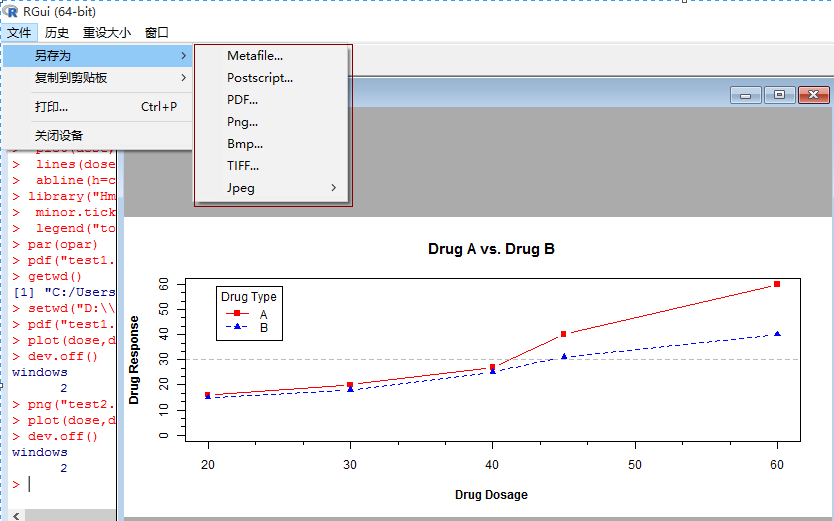 RGui (64-bit)
文件 历史 重设大小 窗口
另存为
复制到剪贴板
打印... Ctrl+P
关闭设备
Metafile...
Postscript...
PDF...
Png...
Bmp...
TIFF...
Jpeg
> lines(dose
> abline(h=c
> library("Hm
> minor.tick
> legend("to
> par(opar)
> pdf("test1.
> getwd()
[1] "C:/Users
> setwd("D:\\
> pdf("test1.
> plot(dose,d
> dev.off()
windows
2
> png("test2.
> plot(dose,d
> dev.off()
windows
2
>
Drug A vs. Drug B
Drug Type
A
B
Drug Response
0 10 20 30 40 50 60
20 30 40 50 60
Drug Dosage